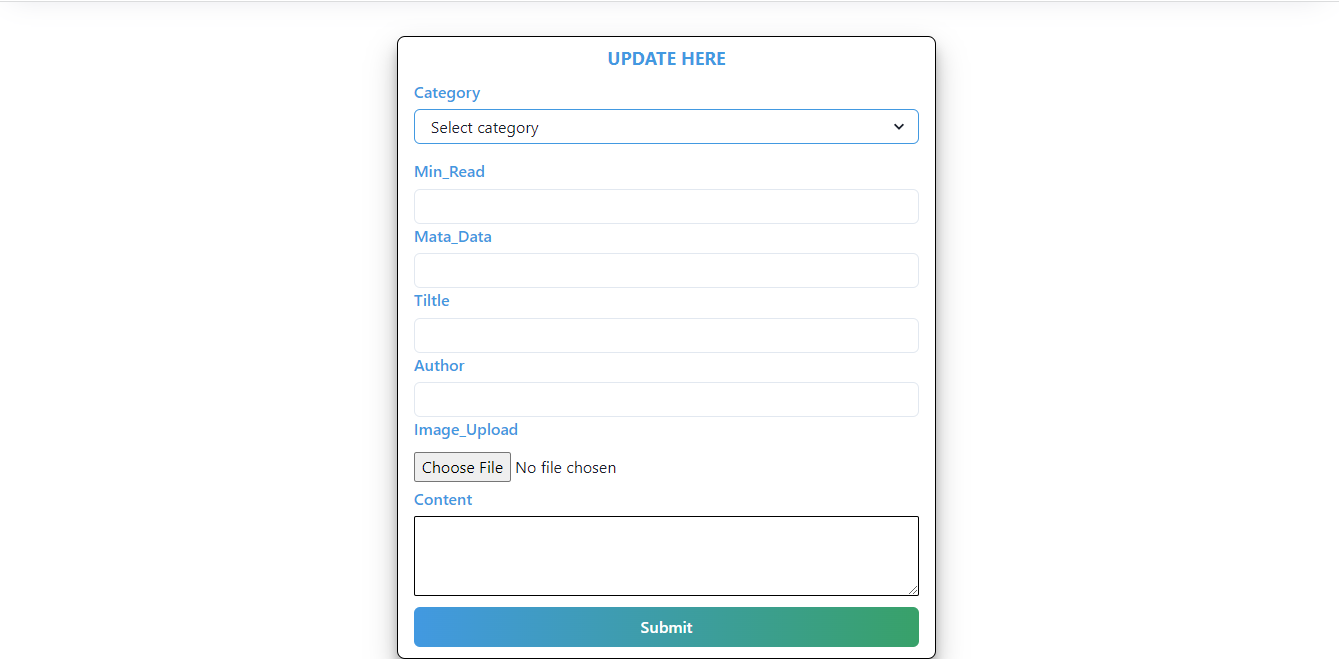 UPDATE HERE
Category
Select category
Min_Read
Mata_Data
Tiltle
Author
Image_Upload
Choose File No file chosen
Content
Submit